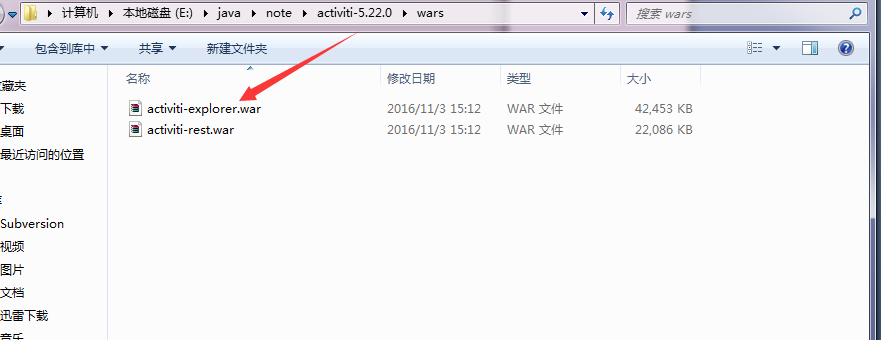 计算机 本地磁盘 (E:) java note activiti-5.22.0 wars 搜索 wars
包含到库中 共享 新建文件夹
名称 修改日期 类型 大小
藏夹
下载
activiti-explorer.war 2016/11/3 15:12 WAR 文件 42,453 KB
桌面
activiti-rest.war 2016/11/3 15:12 WAR 文件 22,086 KB
最近访问的位置
Subversion
视频
图片
文档
迅雷下载
音乐